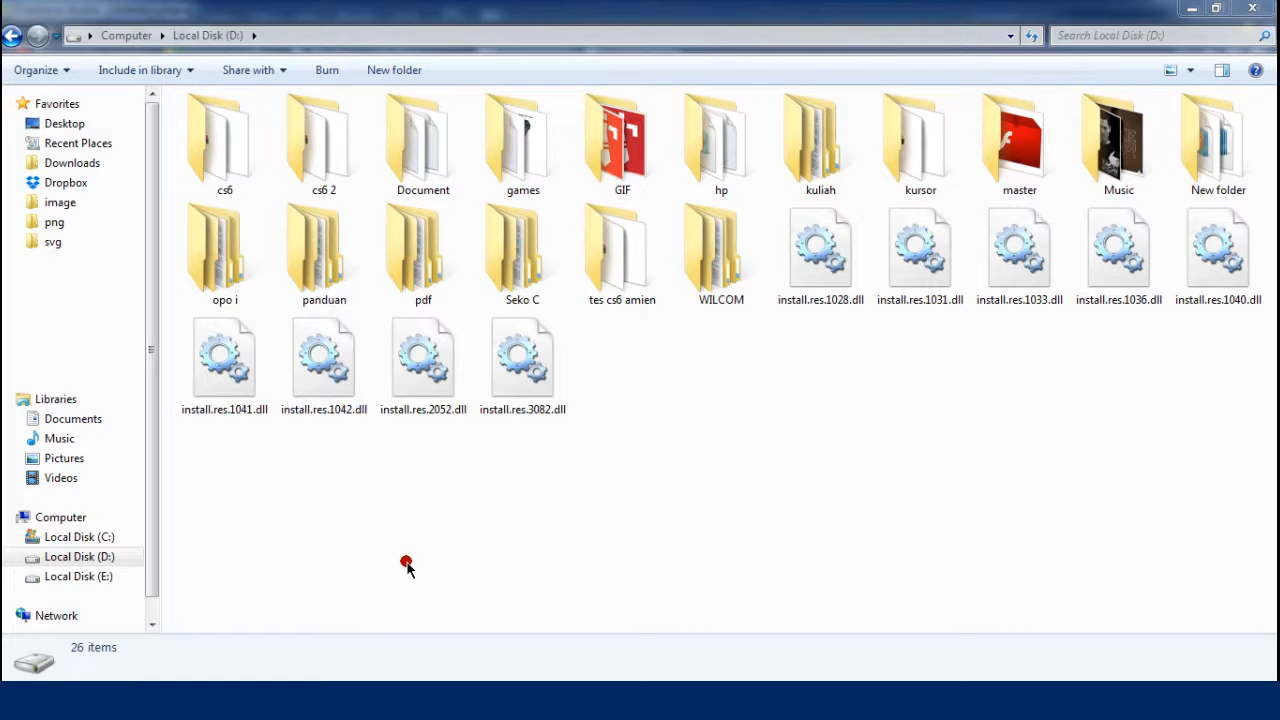 Computer Local Disk (D:)
Search Local Disk (D:)
Organize Include in library Share with Burn New folder
Favorites
Desktop
Recent Places
Downloads
Dropbox
image
png
svg
Libraries
Documents
Music
Pictures
Videos
Computer
Local Disk (C:)
Local Disk (D:)
Local Disk (E:)
Network
cs6 cs6 2 Document games GIF hp kuliah kursor master Music New folder
opo i panduan pdf Seko C tes cs6 amien WILCOM install.res.1028.dll install.res.1031.dll install.res.1033.dll install.res.1036.dll install.res.1040.dll
install.res.1041.dll install.res.1042.dll install.res.2052.dll install.res.3082.dll
26 items